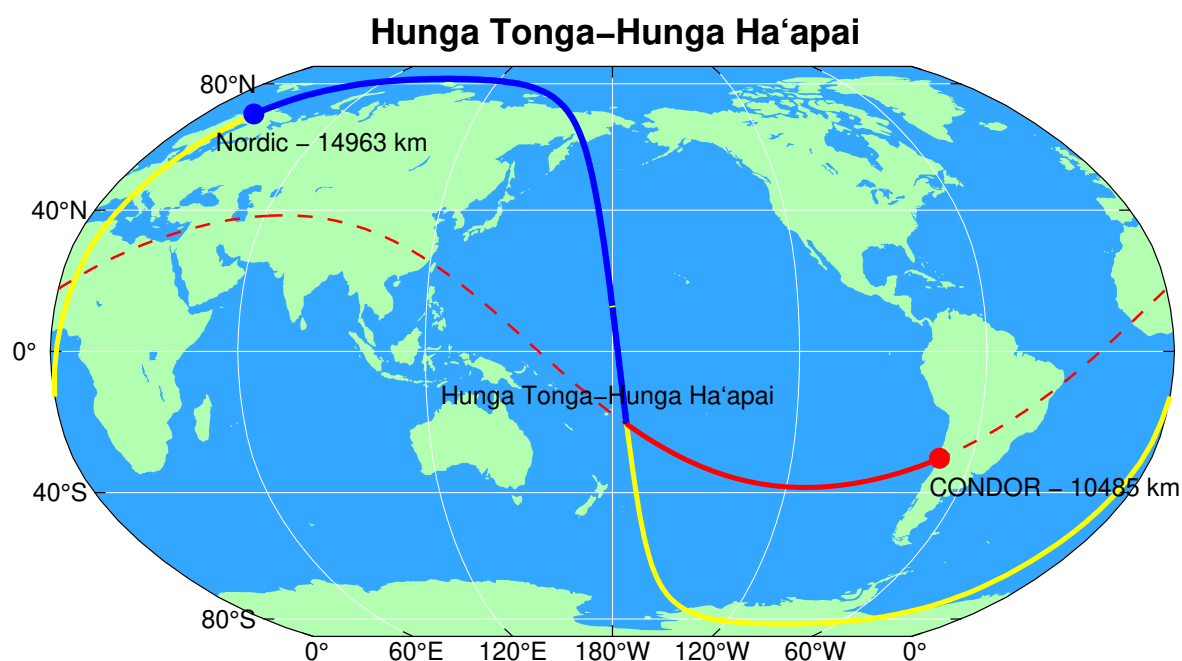 Hunga Tonga−Hunga Ha‘apai
80°N
Nordic − 14963 km
40°N
0°
Hunga Tonga−Hunga Ha‘apai
40°S
CONDOR − 10485 km
80°S
0° 60°E 120°E 180°W 120°W 60°W 0°